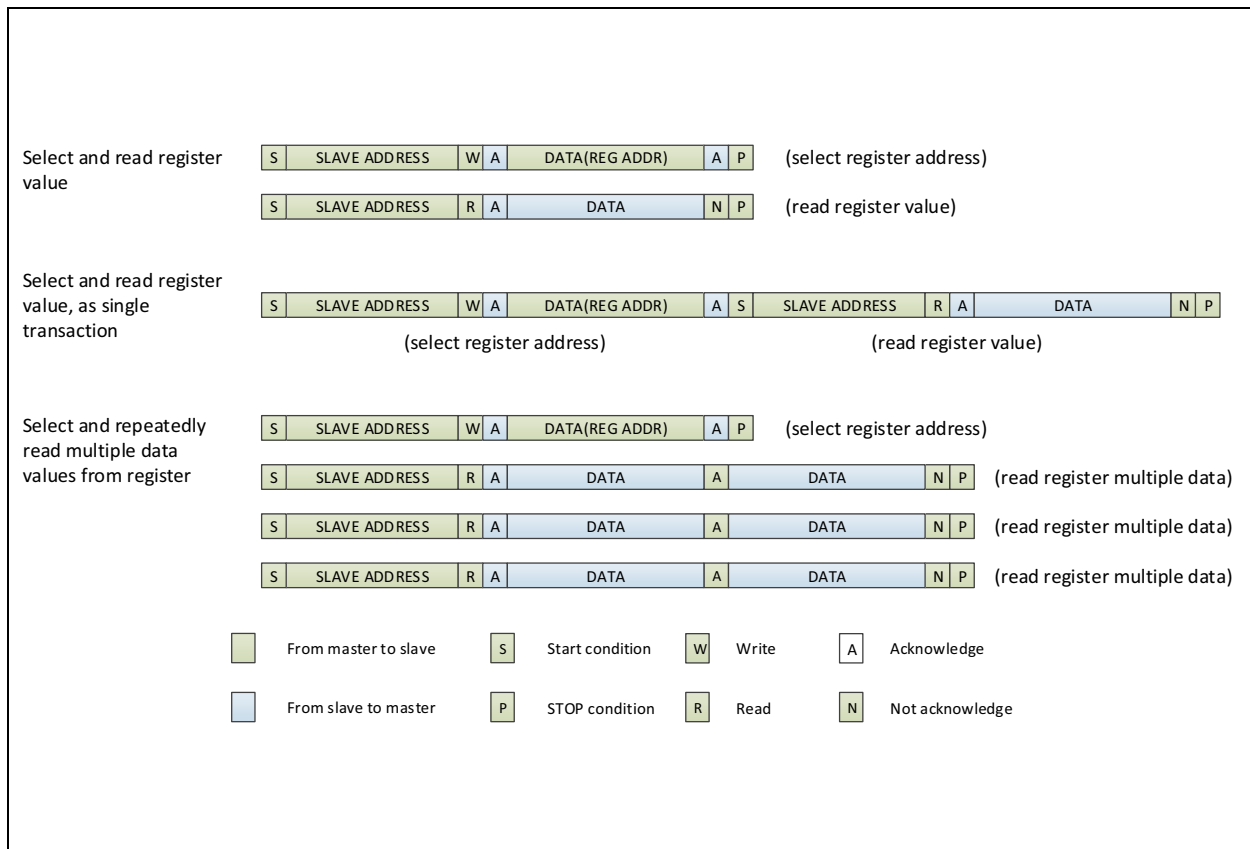 Select and read register
value
S SLAVE ADDRESS W A DATA(REG ADDR) A P (select register address)
S SLAVE ADDRESS R A DATA N P (read register value)
Select and read register
value, as single
transaction
S SLAVE ADDRESS W A DATA(REG ADDR) A S SLAVE ADDRESS R A DATA N P
(select register address) (read register value)
Select and repeatedly
read multiple data
values from register
S SLAVE ADDRESS W A DATA(REG ADDR) A P (select register address)
S SLAVE ADDRESS R A DATA A DATA N P (read register multiple data)
S SLAVE ADDRESS R A DATA A DATA N P (read register multiple data)
S SLAVE ADDRESS R A DATA A DATA N P (read register multiple data)
From master to slave S Start condition W Write A Acknowledge
From slave to master P STOP condition R Read N Not acknowledge